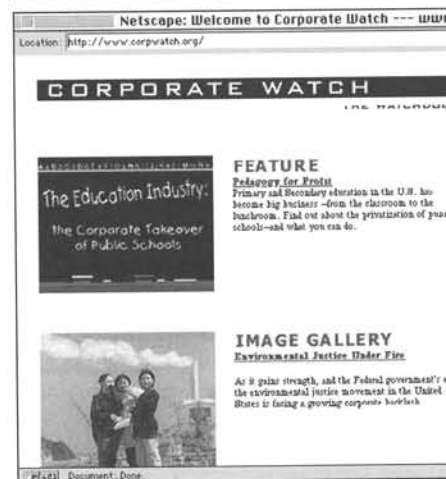 Netscape: Welcome to Corporate Watch --- www
Location: http://www.corpwatch.org/
CORPORATE WATCH
THE WATCHDOG
The Education Industry:
the Corporate Takeover
of Public Schools
FEATURE
Pedagogy for Profit
Primary and Secondary education in the U.S. has
become big business –from the classroom to the
lunchroom. Find out about the privatization of
schools–and what you can do.
IMAGE GALLERY
Environmental Justice Under Fire
As it gains strength, and the Federal government's
the environmental justice movement in the United
States is facing a growing corporate backlash
Document: Done.